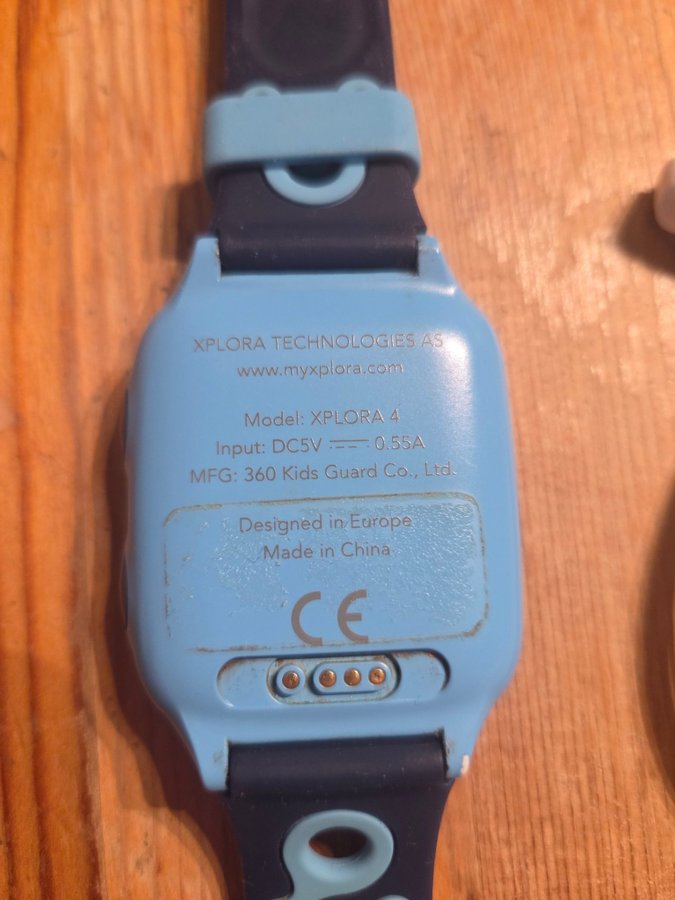 XPLORA TECHNOLOGIES AS
www.myxplora.com
Model: XPLORA 4
Input: DC5V ⎓ 0.55A
MFG: 360 Kids Guard Co., Ltd.
Designed in Europe
Made in China
CE